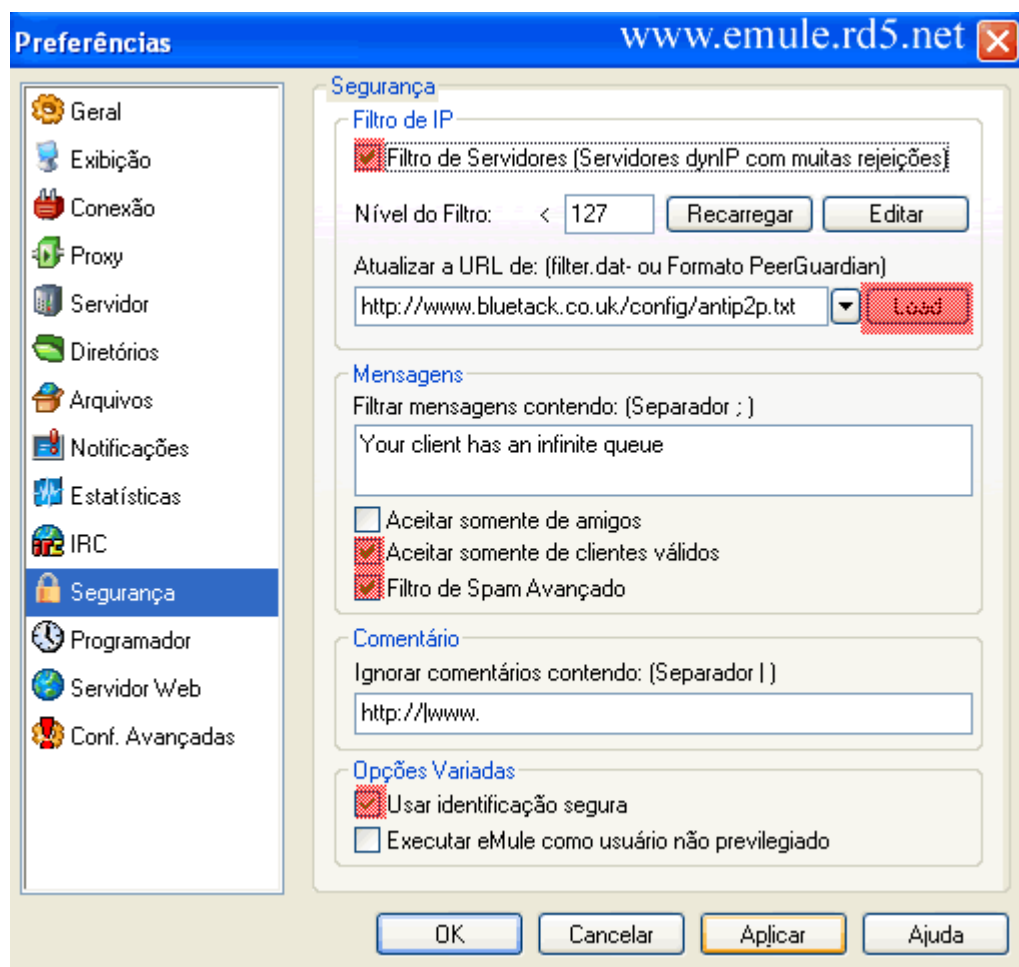 Preferências
www.emule.rd5.net
Geral
Exibição
Conexão
Proxy
Servidor
Diretórios
Arquivos
Notificações
Estatísticas
IRC
Segurança
Programador
Servidor Web
Conf. Avançadas
Segurança
Filtro de IP
Filtro de Servidores (Servidores dynIP com muitas rejeições)
Nível do Filtro: < 127 Recarregar Editar
Atualizar a URL de: (filter.dat- ou Formato PeerGuardian)
http://www.bluetack.co.uk/config/antip2p.txt Load
Mensagens
Filtrar mensagens contendo: (Separador ; )
Your client has an infinite queue
Aceitar somente de amigos
Aceitar somente de clientes válidos
Filtro de Spam Avançado
Comentário
Ignorar comentários contendo: (Separador | )
http://|www.
Opções Variadas
Usar identificação segura
Executar eMule como usuário não previlegiado
OK Cancelar Aplicar Ajuda